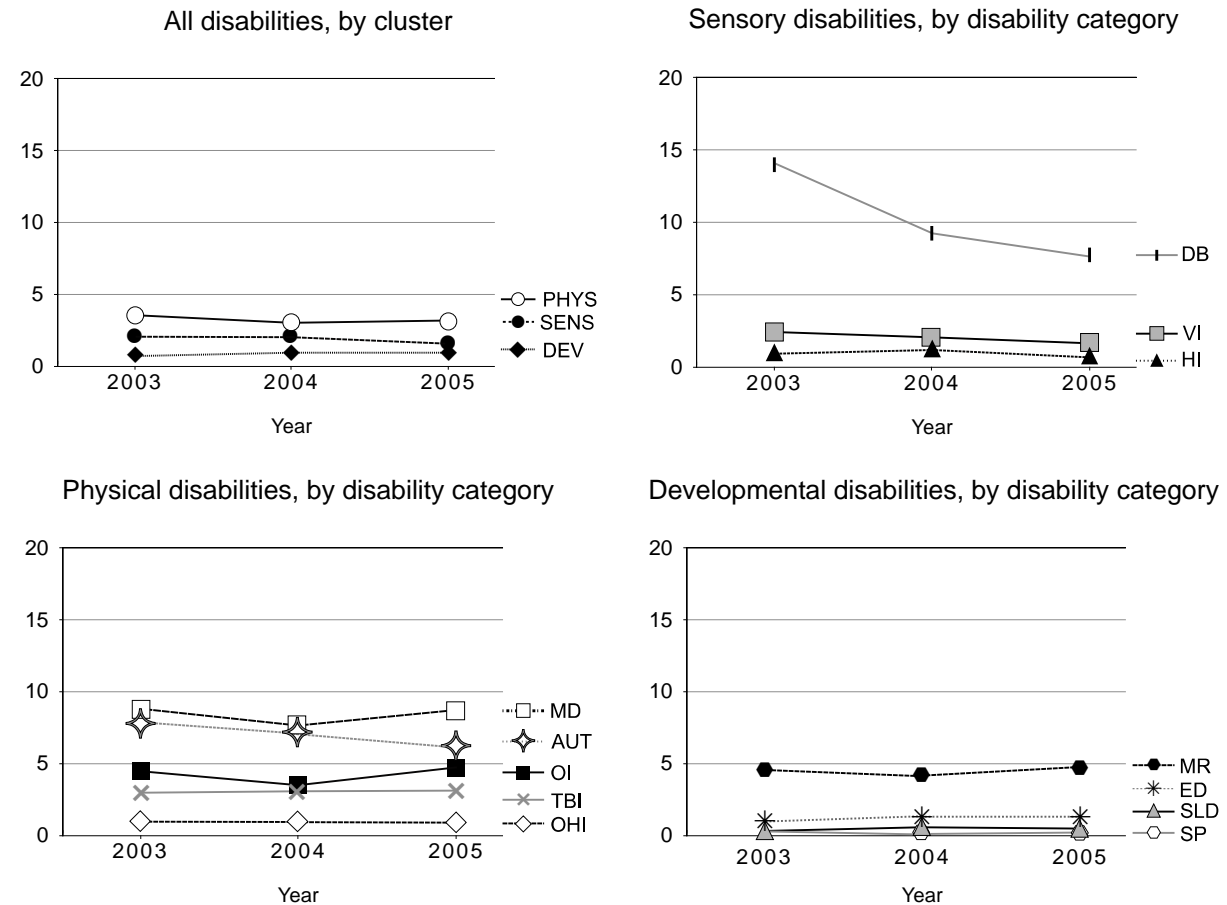 All disabilities, by cluster
20
15
10
5
0
PHYS
SENS
DEV
2003 2004 2005
Year
Sensory disabilities, by disability category
20
15
10
5
0
DB
VI
HI
2003 2004 2005
Year
Physical disabilities, by disability category
20
15
10
5
0
MD
AUT
OI
TBI
OHI
2003 2004 2005
Year
Developmental disabilities, by disability category
20
15
10
5
0
MR
ED
SLD
SP
2003 2004 2005
Year